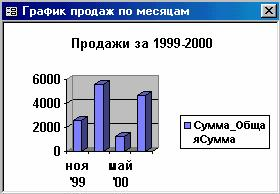 График продаж по месяцам
Продажи за 1999-2000
6000
4000
2000
0
ноя
'99
май
'00
Сумма_Обща
яСумма